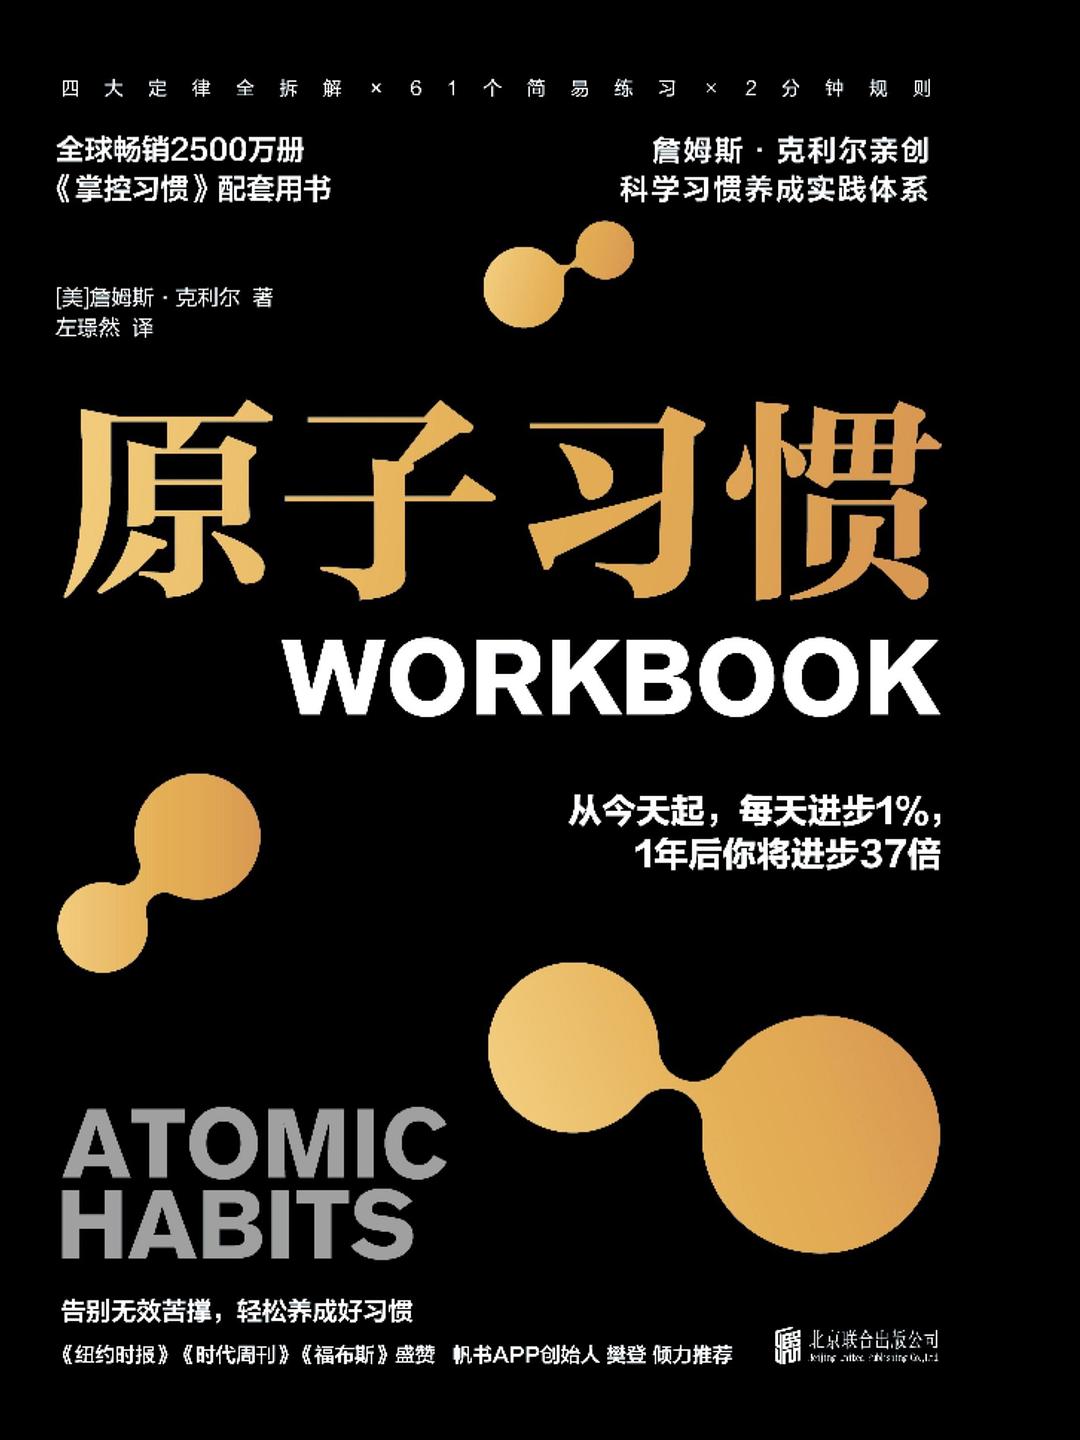 四大定律全拆解×61个简易练习×2分钟规则
全球畅销2500万册
《掌控习惯》配套用书
詹姆斯·克利尔亲创
科学习惯养成实践体系
[美]詹姆斯·克利尔 著
左璟然 译
原子习惯
WORKBOOK
从今天起，每天进步1%，
1年后你将进步37倍
ATOMIC
HABITS
告别无效苦撑，轻松养成好习惯
《纽约时报》《时代周刊》《福布斯》盛赞 帆书APP创始人 樊登 倾力推荐
北京联合出版公司
Beijing United Publishing Co.,Ltd.